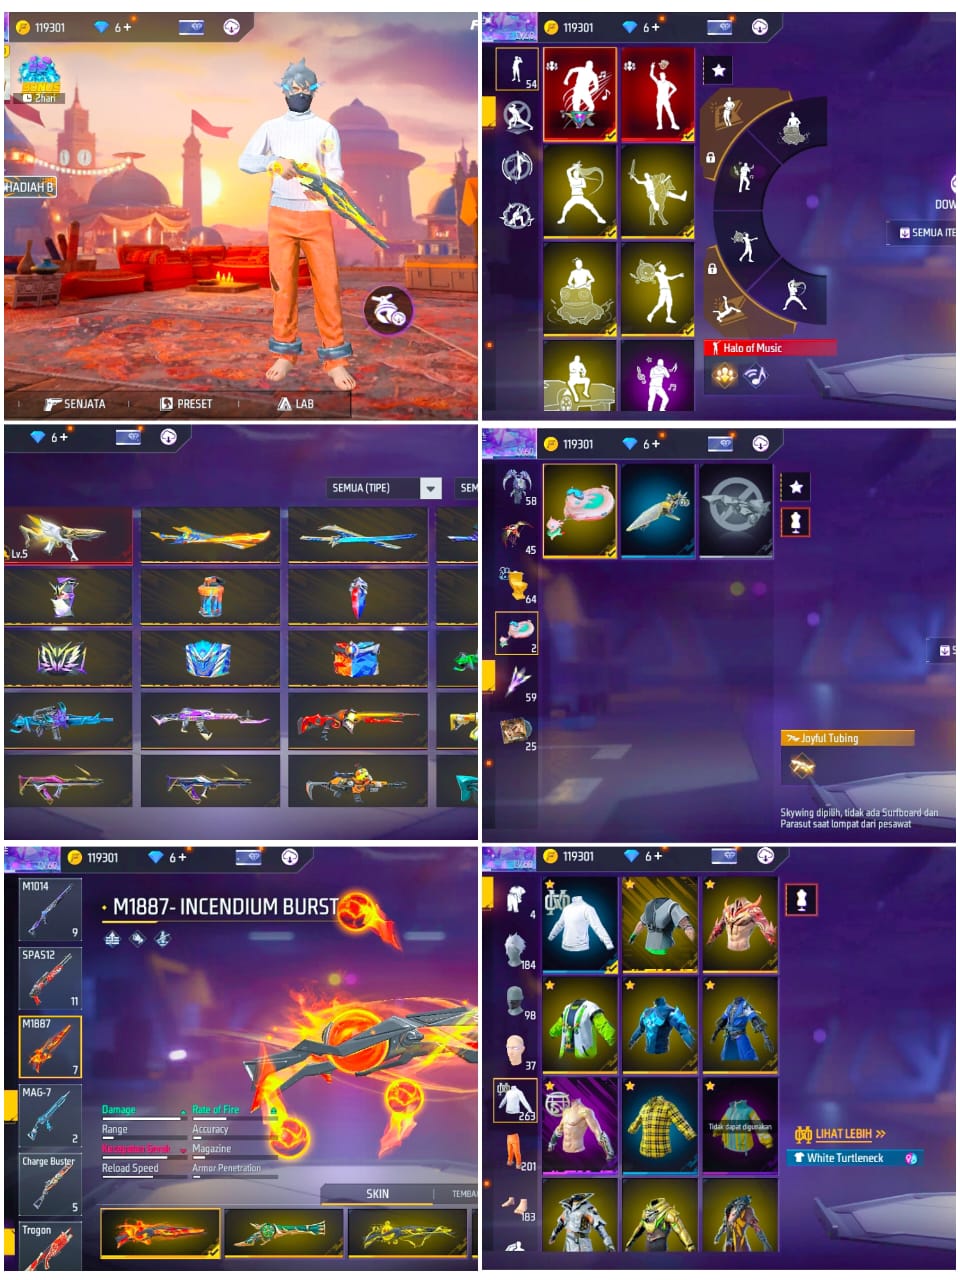 119301
6+
BONUS
2hari
HADIAH B
SENJATA
PRESET
LAB
119301
6+
54
DOW
SEMUA ITE
Halo of Music
6+
SEMUA (TIPE)
SEM
Lv.5
119301
6+
58
45
64
2
59
25
S
Joyful Tubing
Skywing dipilih, tidak ada Surfboard dan
Parasut saat lompat dari pesawat
119301
6+
M1014
9
SPAS12
11
M1887
7
MAG-7
2
Charge Buster
5
Trogon
M1887- INCENDIUM BURST
Damage
Rate of Fire
Range
Accuracy
Magazine
Reload Speed
Armor Penetration
SKIN
TEMBA
119301
6+
4
184
98
37
263
201
183
Tidak dapat digunakan
LIHAT LEBIH >>
White Turtleneck